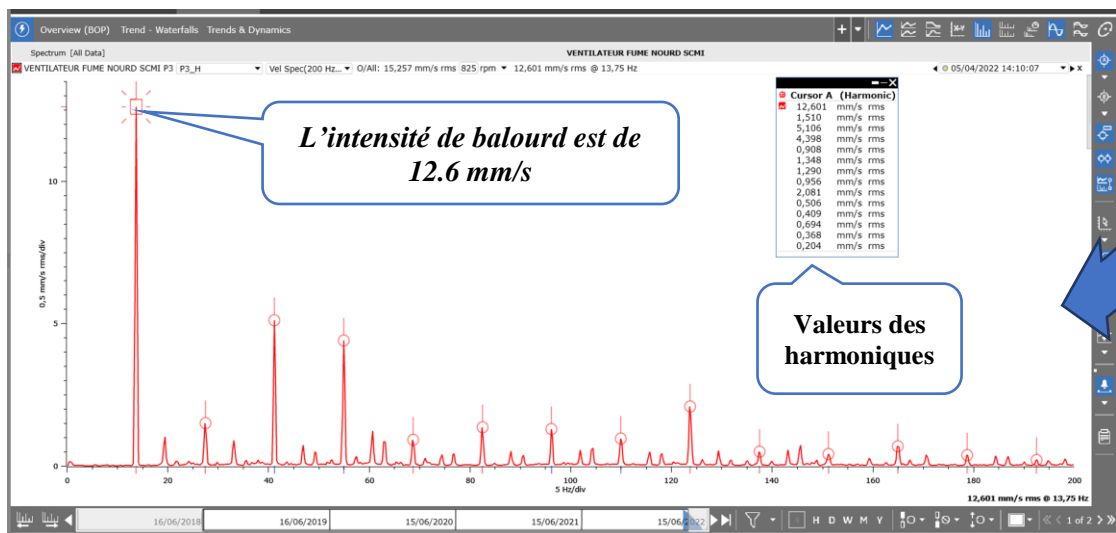 Overview (BOP) Trend - Waterfalls Trends & Dynamics
Spectrum [All Data] VENTILATEUR FUME NOURD SCMI
VENTILATEUR FUME NOURD SCMI P3 P3_H Vel Spec(200 Hz... O/All: 15,257 mm/s rms 825 rpm 12,601 mm/s rms @ 13,75 Hz 05/04/2022 14:10:07 x
Cursor A (Harmonic)
12,601 mm/s rms
1,510 mm/s rms
5,106 mm/s rms
4,398 mm/s rms
0,908 mm/s rms
1,348 mm/s rms
1,290 mm/s rms
0,956 mm/s rms
2,081 mm/s rms
0,506 mm/s rms
0,409 mm/s rms
0,694 mm/s rms
0,368 mm/s rms
0,204 mm/s rms
L'intensité de balourd est de
12.6 mm/s
Valeurs des
harmoniques
10
5
0
0,5 mm/s rms/div
0 20 40 60 80 100 120 140 160 180 200
5 Hz/div
12,601 mm/s rms @ 13,75 Hz
16/06/2018 16/06/2019 15/06/2020 15/06/2021 15/06/2022 H D W M Y 1 of 2